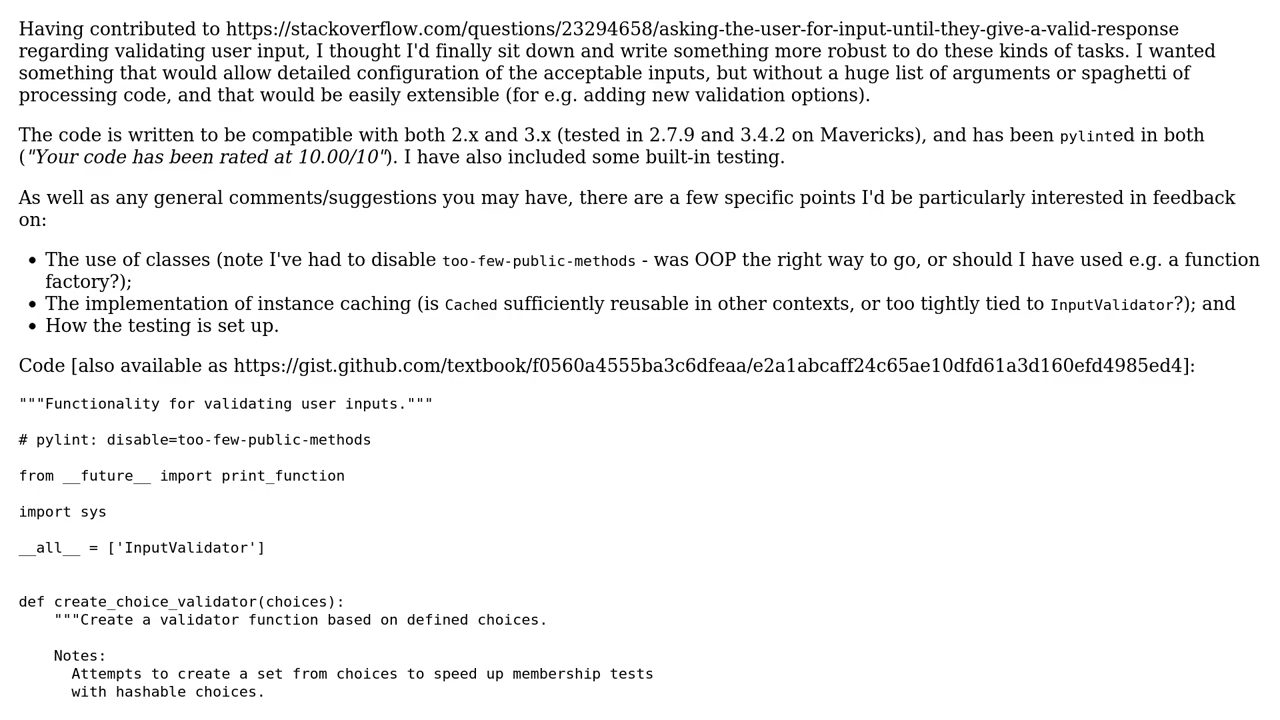 Having contributed to https://stackoverflow.com/questions/23294658/asking-the-user-for-input-until-they-give-a-valid-response
regarding validating user input, I thought I'd finally sit down and write something more robust to do these kinds of tasks. I wanted
something that would allow detailed configuration of the acceptable inputs, but without a huge list of arguments or spaghetti of
processing code, and that would be easily extensible (for e.g. adding new validation options).
The code is written to be compatible with both 2.x and 3.x (tested in 2.7.9 and 3.4.2 on Mavericks), and has been pylinted in both
("Your code has been rated at 10.00/10"). I have also included some built-in testing.
As well as any general comments/suggestions you may have, there are a few specific points I'd be particularly interested in feedback
on:
• The use of classes (note I've had to disable too-few-public-methods - was OOP the right way to go, or should I have used e.g. a function
factory?);
• The implementation of instance caching (is Cached sufficiently reusable in other contexts, or too tightly tied to InputValidator?); and
• How the testing is set up.
Code [also available as https://gist.github.com/textbook/f0560a4555ba3c6dfeaa/e2a1abcaff24c65ae10dfd61a3d160efd4985ed4]:
"""Functionality for validating user inputs."""
# pylint: disable=too-few-public-methods
from __future__ import print_function
import sys
__all__ = ['InputValidator']
def create_choice_validator(choices):
    """Create a validator function based on defined choices.
    Notes:
      Attempts to create a set from choices to speed up membership tests
      with hashable choices.